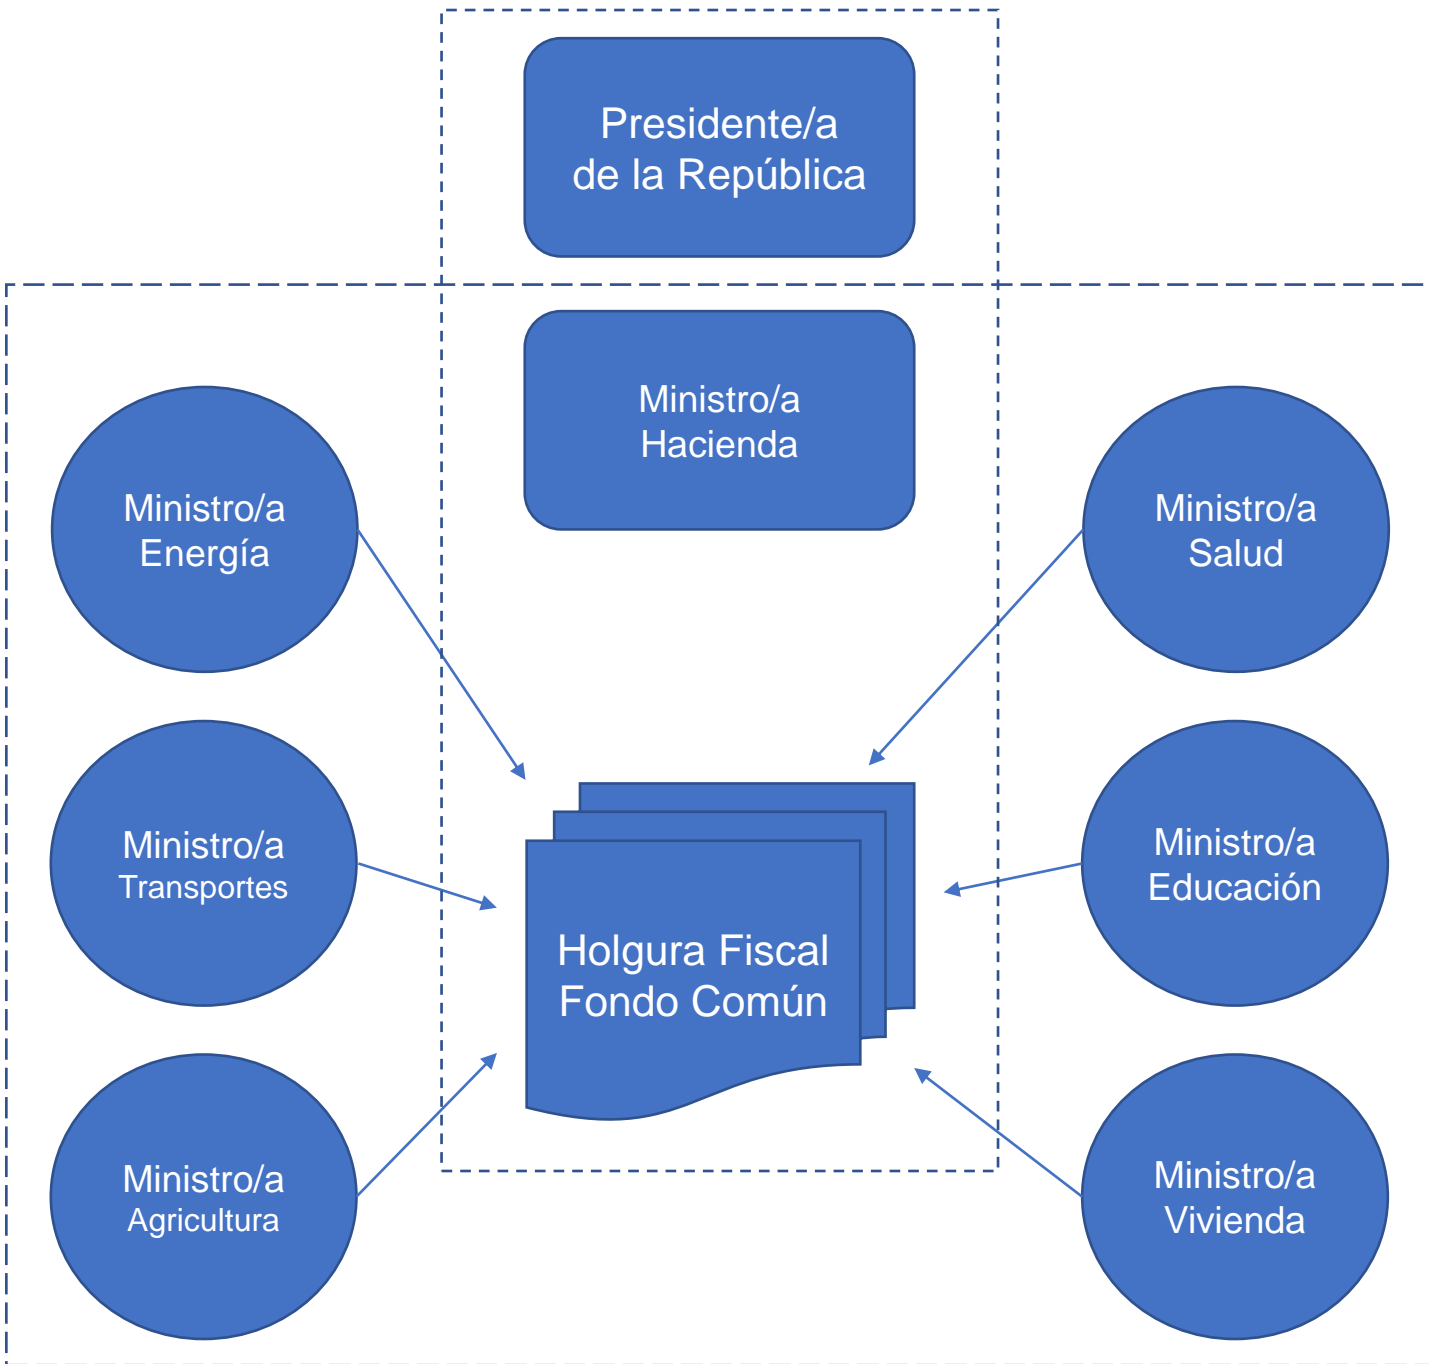 Presidente/a
de la República
Ministro/a
Hacienda
Ministro/a
Energía
Ministro/a
Salud
Ministro/a
Transportes
Ministro/a
Educación
Holgura Fiscal
Fondo Común
Ministro/a
Agricultura
Ministro/a
Vivienda